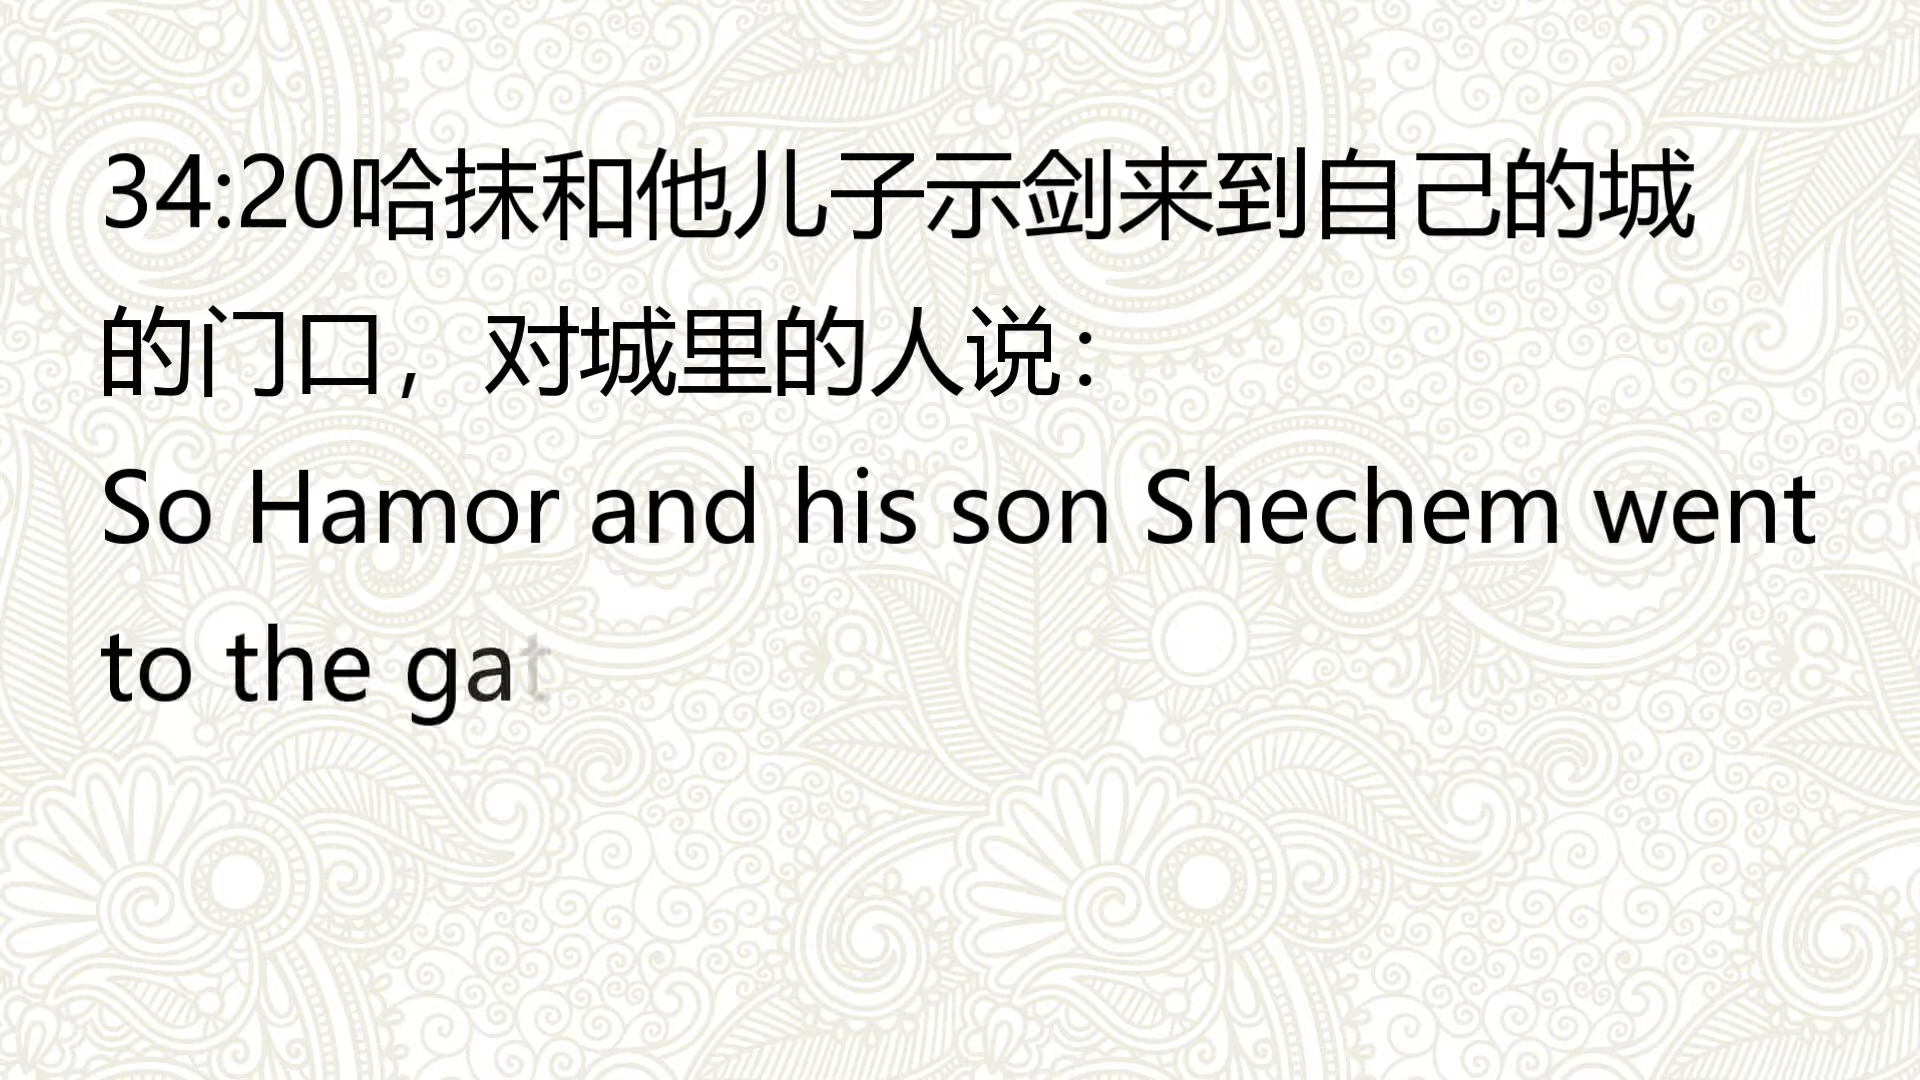 34:20哈抹和他儿子示剑来到自己的城
的门口，对城里的人说：
So Hamor and his son Shechem went
to the gat